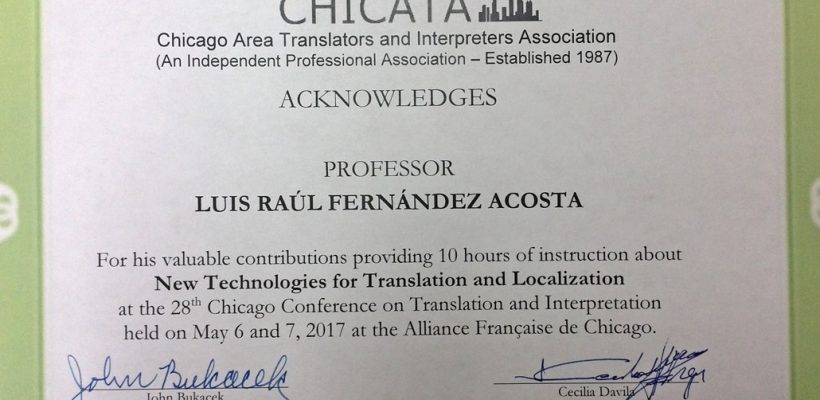 CHICATA
Chicago Area Translators and Interpreters Association
(An Independent Professional Association – Established 1987)
ACKNOWLEDGES
PROFESSOR
LUIS RAÚL FERNÁNDEZ ACOSTA
For his valuable contributions providing 10 hours of instruction about
New Technologies for Translation and Localization
at the 28th Chicago Conference on Translation and Interpretation
held on May 6 and 7, 2017 at the Alliance Française de Chicago.
John Bukacek
John Bukacek
Cecilia Davila